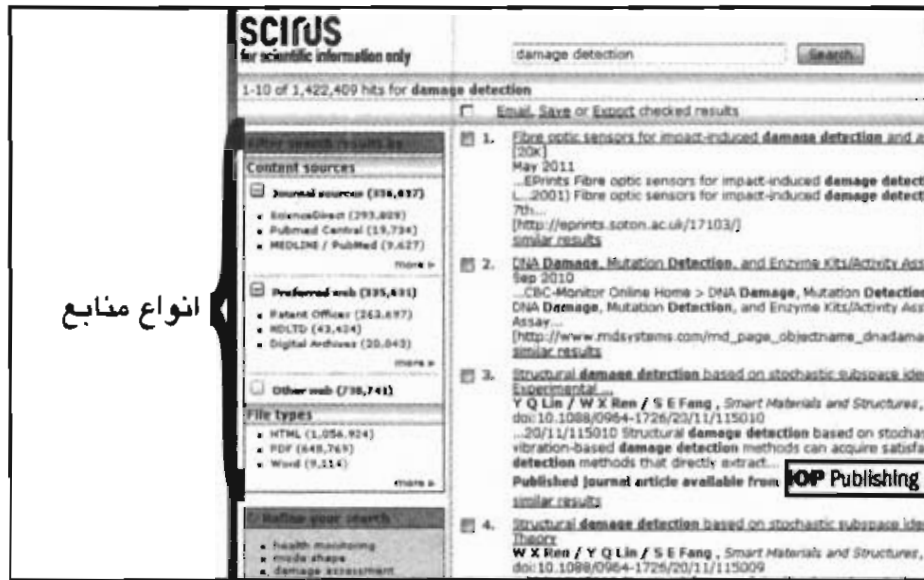 انواع منابع
SCIRUS
for scientific information only
damage detection
Search
1-10 of 1,422,409 hits for damage detection
Email, Save or Export checked results
Filter search results by
Content sources
Journal sources
ScienceDirect (293,809)
Pubmed Central (19,734)
MEDLINE / PubMed (9,627)
more »
Preferred web
Patent Offices (263,697)
NDLTD (43,434)
Digital Archives (20,043)
more »
Other web (738,741)
File types
HTML (1,056,924)
PDF (648,765)
Word (9,114)
more »
Refine your search
health monitoring
mode shape
damage assessment
1. Fibre optic sensors for impact-induced damage detection and
[20K]
May 2011
...EPrints Fibre optic sensors for impact-induced damage detect
2001) Fibre optic sensors for impact-induced damage detect
7th...
[http://eprints.soton.ac.uk/17103/]
similar results
2. DNA Damage, Mutation Detection, and Enzyme Kits/Activity Ass
Sep 2010
...CBC-Monitor Online Home > DNA Damage, Mutation Detection
DNA Damage, Mutation Detection, and Enzyme Kits/Activity Ass
Assay...
[http://www.rndsystems.com/rnd_page_objectname_dnadama
similar results
3. Structural damage detection based on stochastic subspace ide
Experimental ...
Y Q Lin / W X Ren / S E Fang , Smart Materials and Structures,
doi:10.1088/0964-1726/20/11/115010
...20/11/115010 Structural damage detection based on stochas
vibration-based damage detection methods can acquire satisfa
detection methods that directly extract...
Published journal article available from IOP Publishing
similar results
4. Structural damage detection based on stochastic subspace ide
Theory
W X Ren / Y Q Lin / S E Fang , Smart Materials and Structures,
doi:10.1088/0964-1726/20/11/115009